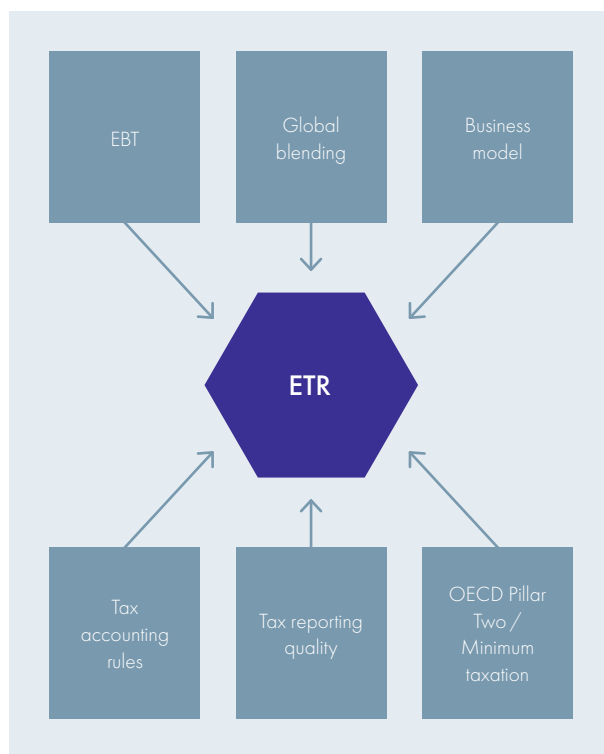 EBT
Global
blending
Business
model
ETR
Tax
accounting
rules
Tax reporting
quality
OECD Pillar
Two /
Minimum
taxation